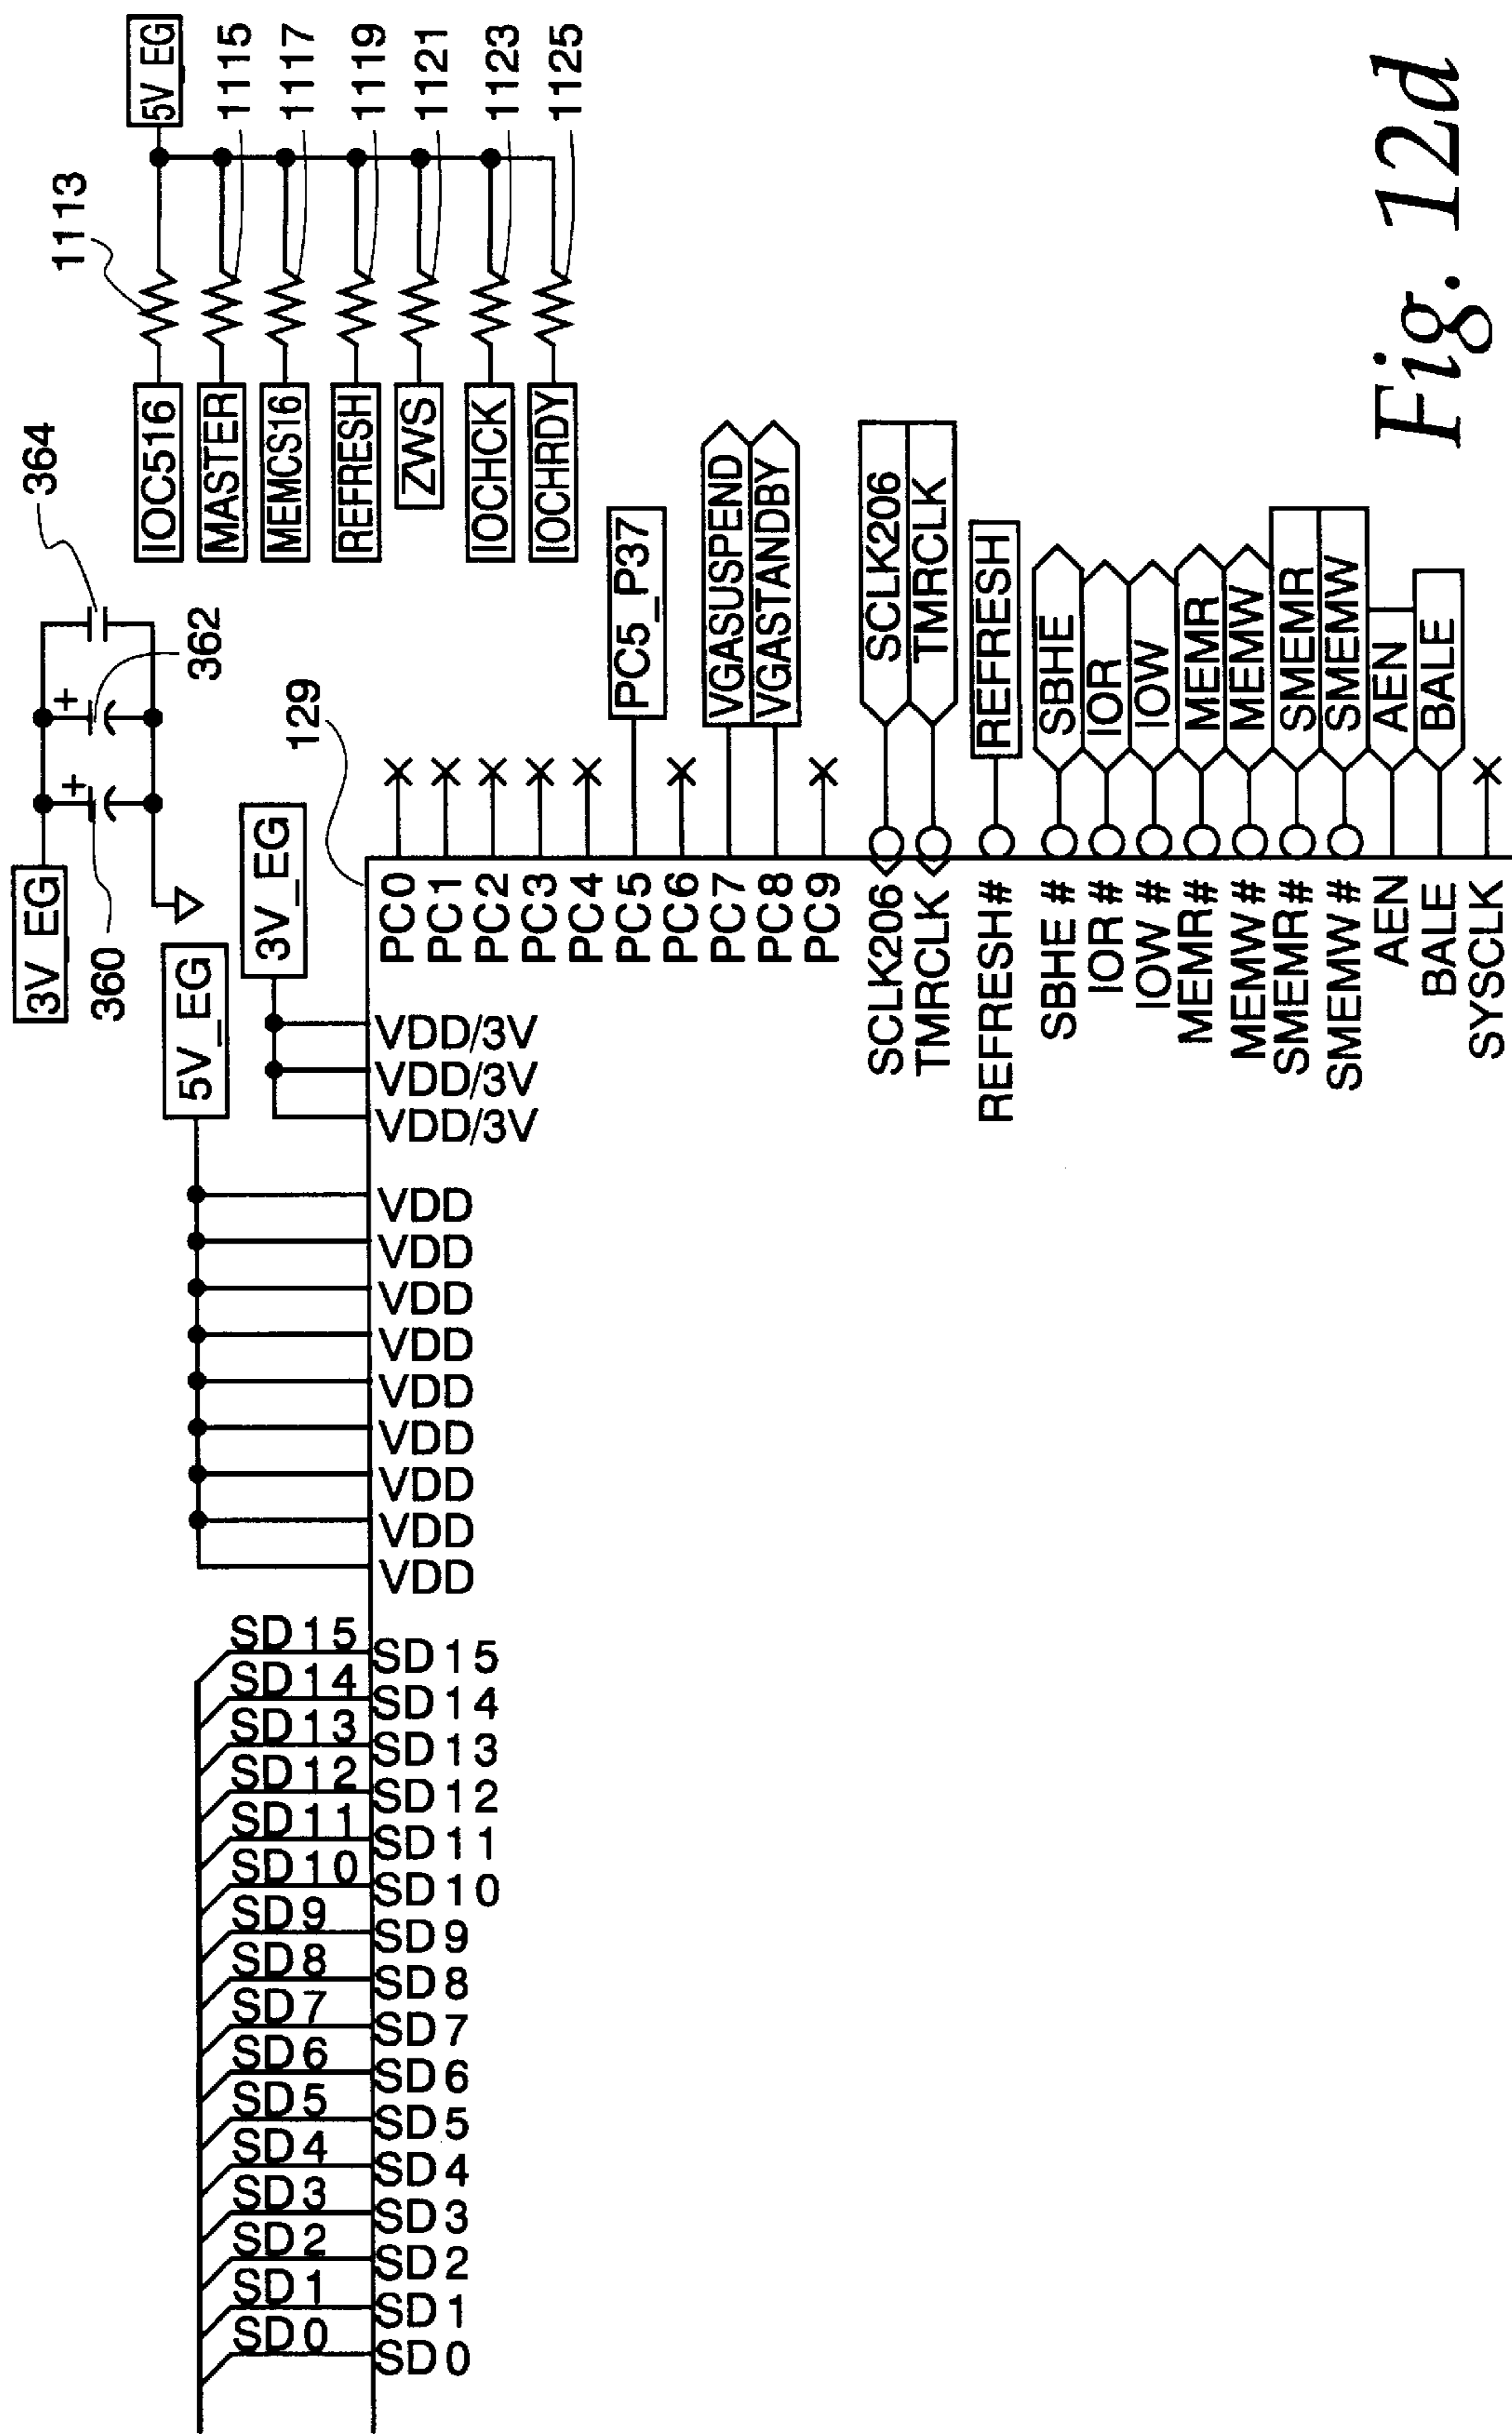 3V_EG
360
362
364
5V_EG
3V_EG
129
1113
5V_EG
IOC516
MASTER
1115
MEMCS16
1117
REFRESH
1119
ZWS
1121
IOCHCK
1123
IOCHRDY
1125
SD0
SD1
SD2
SD3
SD4
SD5
SD6
SD7
SD8
SD9
SD10
SD11
SD12
SD13
SD14
SD15
SD0
SD1
SD2
SD3
SD4
SD5
SD6
SD7
SD8
SD9
SD10
SD11
SD12
SD13
SD14
SD15
VDD
VDD
VDD
VDD
VDD
VDD
VDD
VDD
VDD
VDD/3V
VDD/3V
VDD/3V
PC0
PC1
PC2
PC3
PC4
PC5
PC5_P37
PC6
PC7
VGASUSPEND
PC8
VGASTANDBY
PC9
SCLK206
SCLK206
TMRCLK
TMRCLK
REFRESH#
REFRESH
SBHE #
SBHE
IOR #
IOR
IOW #
IOW
MEMR#
MEMR
MEMW #
MEMW
SMEMR#
SMEMR
SMEMW #
SMEMW
AEN
AEN
BALE
BALE
SYSCLK
+
+
Fig. 12d